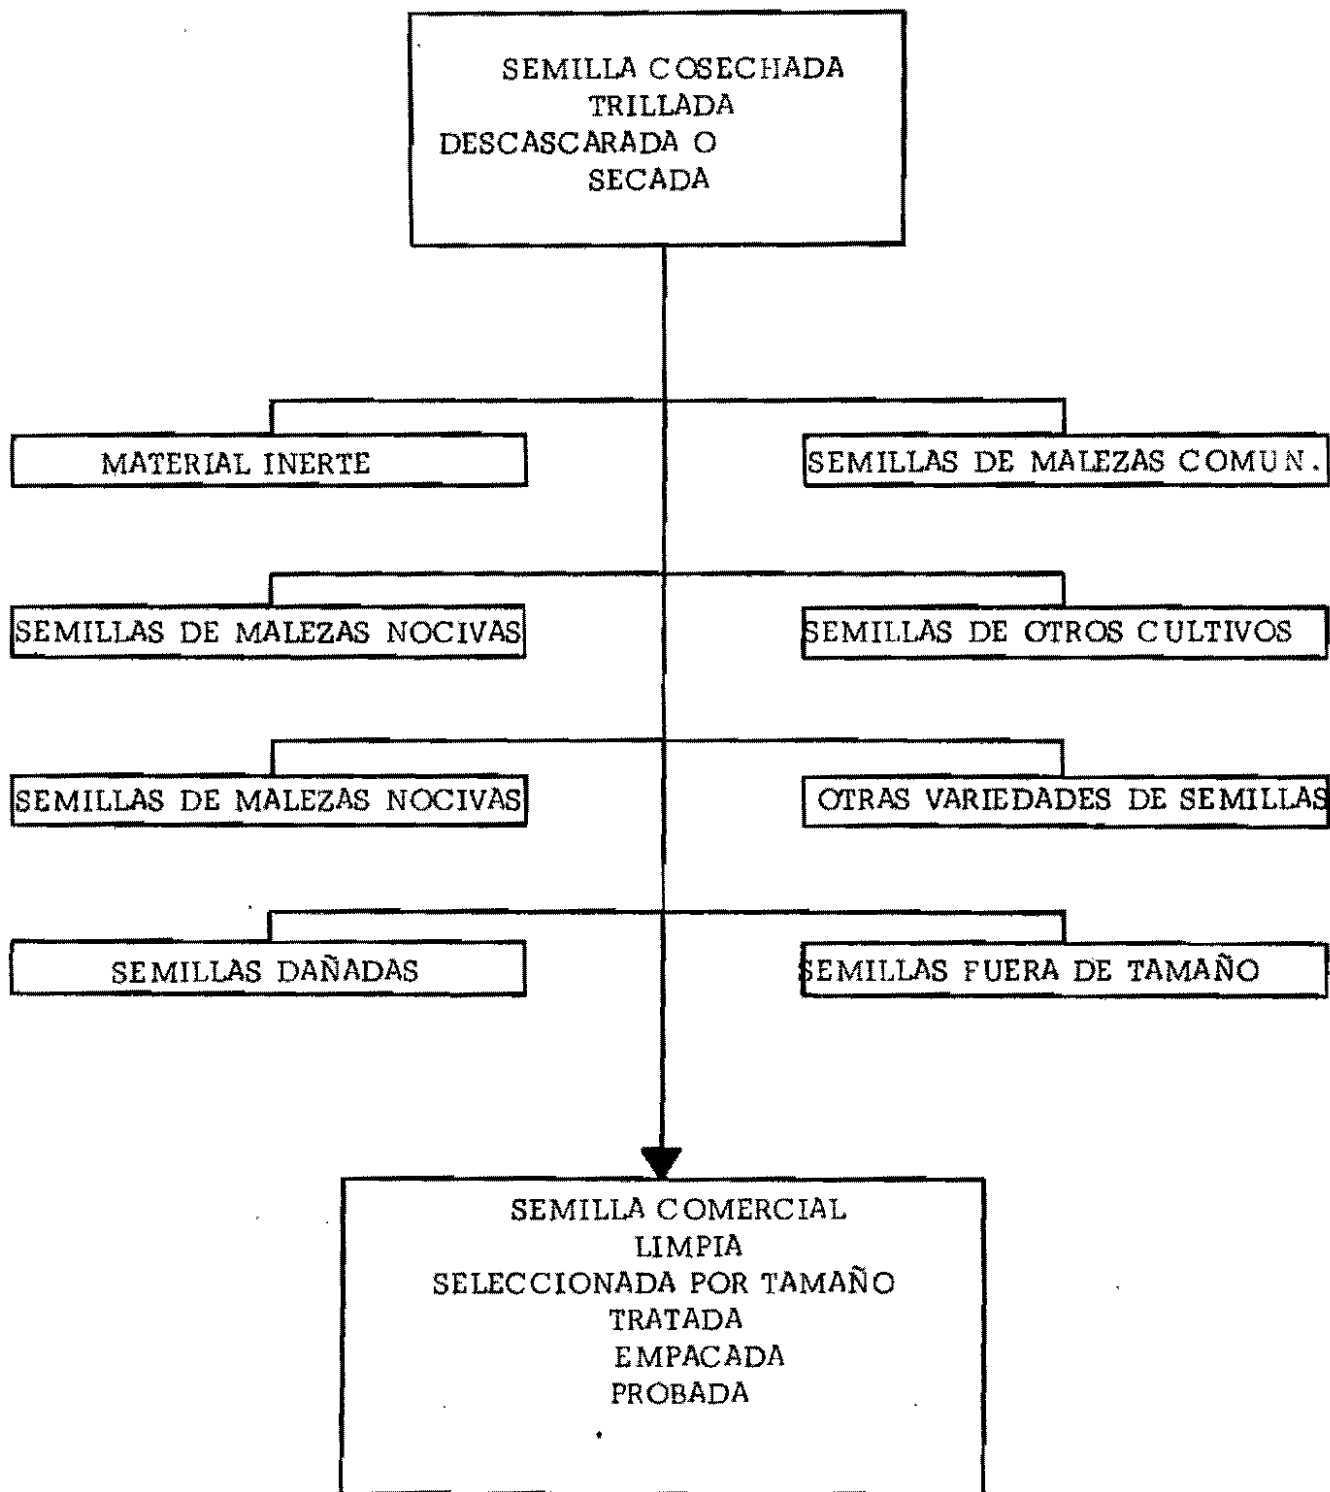 SEMILLA COSECHADA
TRILLADA
DESCASCARADA O
SECADA
MATERIAL INERTE
SEMILLAS DE MALEZAS COMUN.
SEMILLAS DE MALEZAS NOCIVAS
SEMILLAS DE OTROS CULTIVOS
SEMILLAS DE MALEZAS NOCIVAS
OTRAS VARIEDADES DE SEMILLAS
SEMILLAS DAÑADAS
SEMILLAS FUERA DE TAMAÑO
SEMILLA COMERCIAL
LIMPIA
SELECCIONADA POR TAMAÑO
TRATADA
EMPACADA
PROBADA